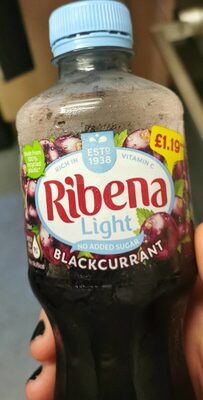 ESTD
1938
RICH IN VITAMIN C
£1.19
Ribena
Light
NO ADDED SUGAR
BLACKCURRANT